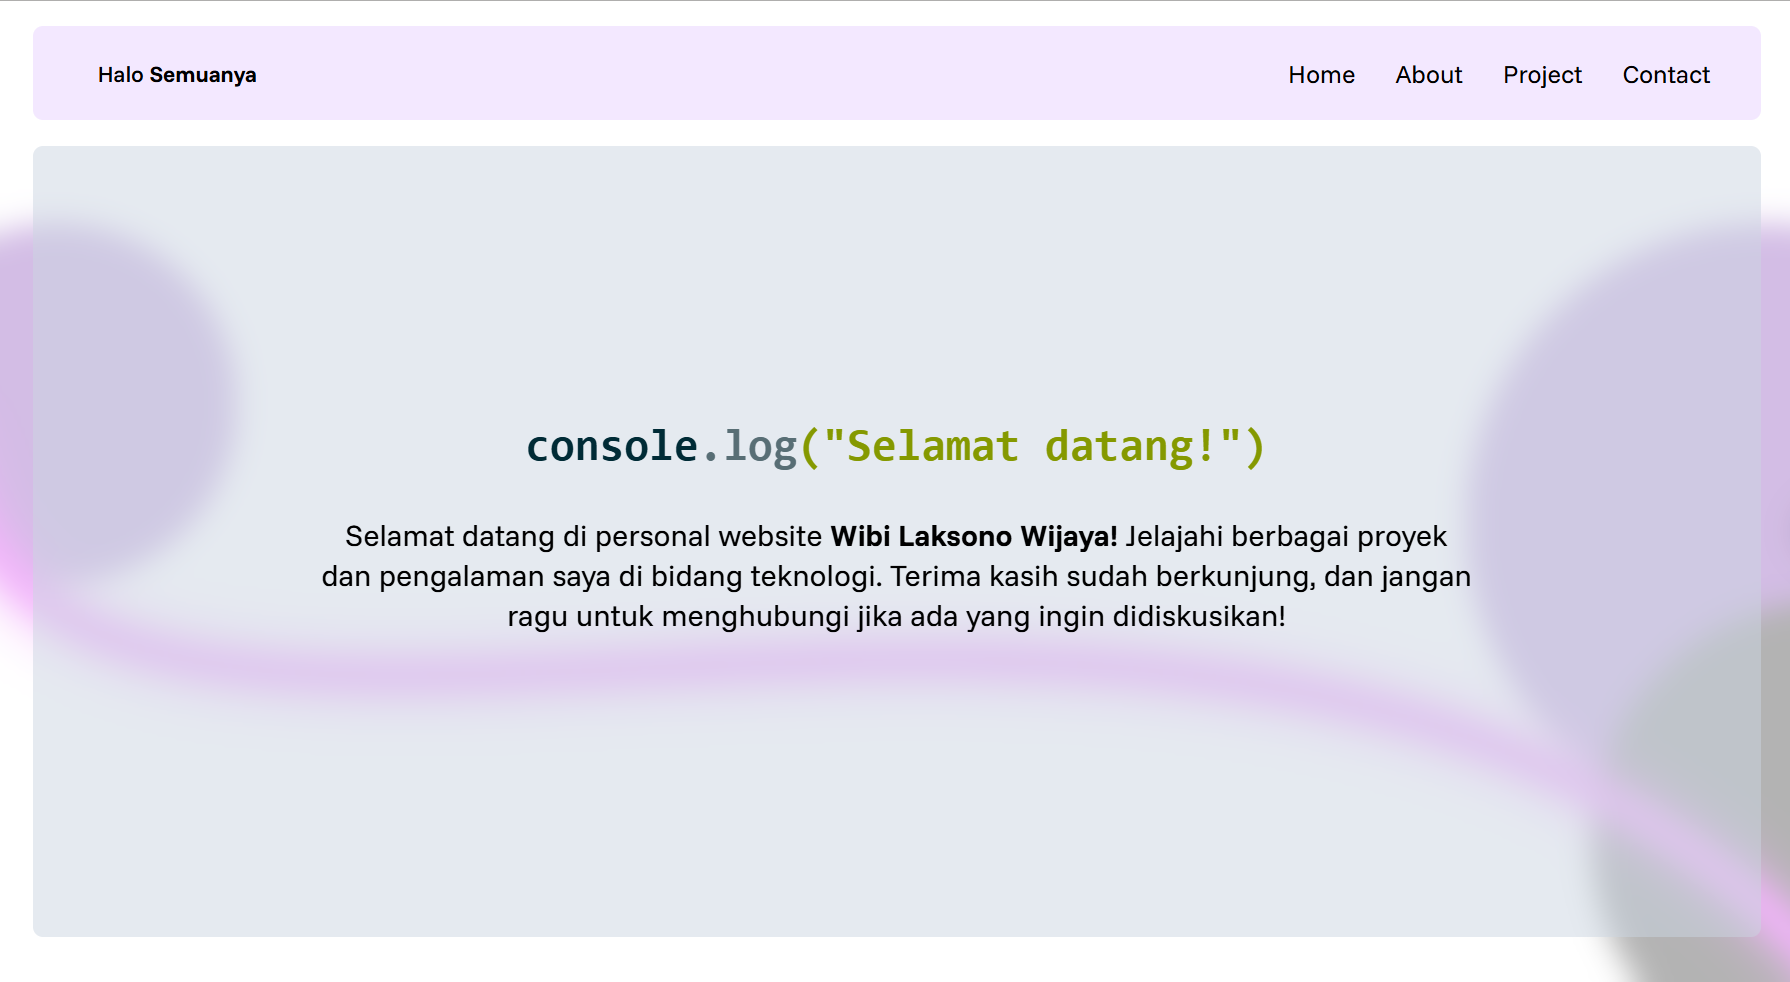 Halo Semuanya
Home About Project Contact
console.log("Selamat datang!")
Selamat datang di personal website Wibi Laksono Wijaya! Jelajahi berbagai proyek
dan pengalaman saya di bidang teknologi. Terima kasih sudah berkunjung, dan jangan
ragu untuk menghubungi jika ada yang ingin didiskusikan!